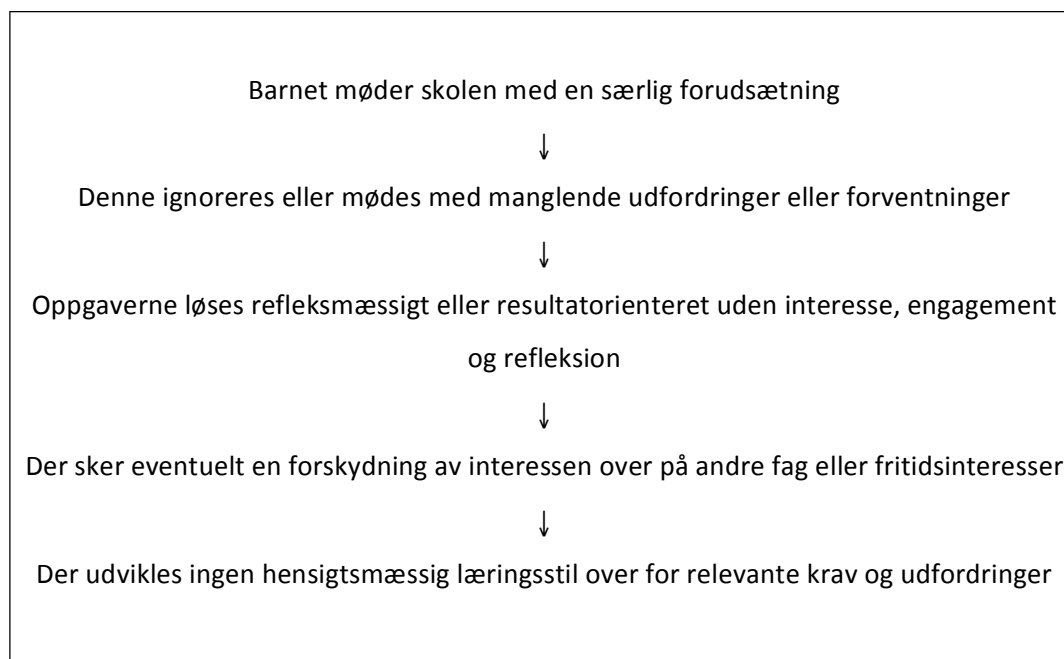 Barnet møder skolen med en særlig forudsætning
↓
Denne ignoreres eller mødes med manglende udfordringer eller forventninger
↓
Oppgaverne løses refleksmæssigt eller resultatorienteret uden interesse, engagement
og refleksion
↓
Der sker eventuelt en forskydning av interessen over på andre fag eller fritidsinteresser
↓
Der udvikles ingen hensigtsmæssig læringsstil over for relevante krav og udfordringer